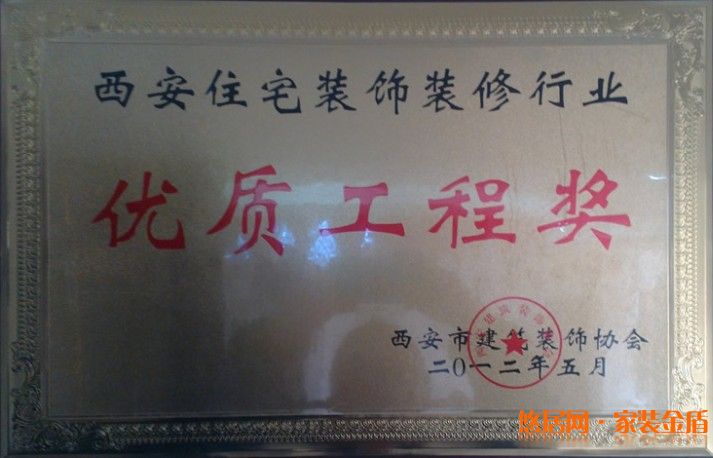 西安住宅装饰装修行业
优质工程奖
西安市建筑装饰协会
二0一二年五月
悠居网·家装金盾